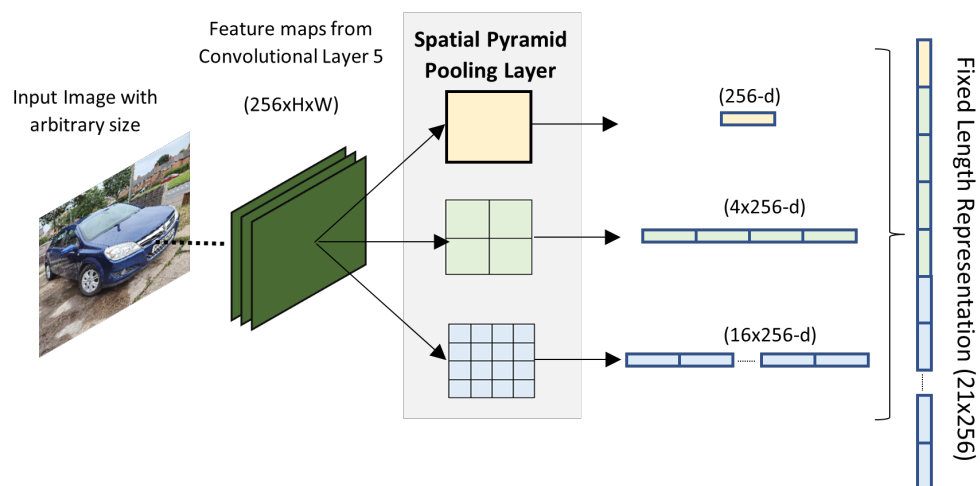 Input Image with
arbitrary size
Feature maps from
Convolutional Layer 5
(256xHxW)
Spatial Pyramid
Pooling Layer
(256-d)
(4x256-d)
(16x256-d)
Fixed Length Representation (21x256)